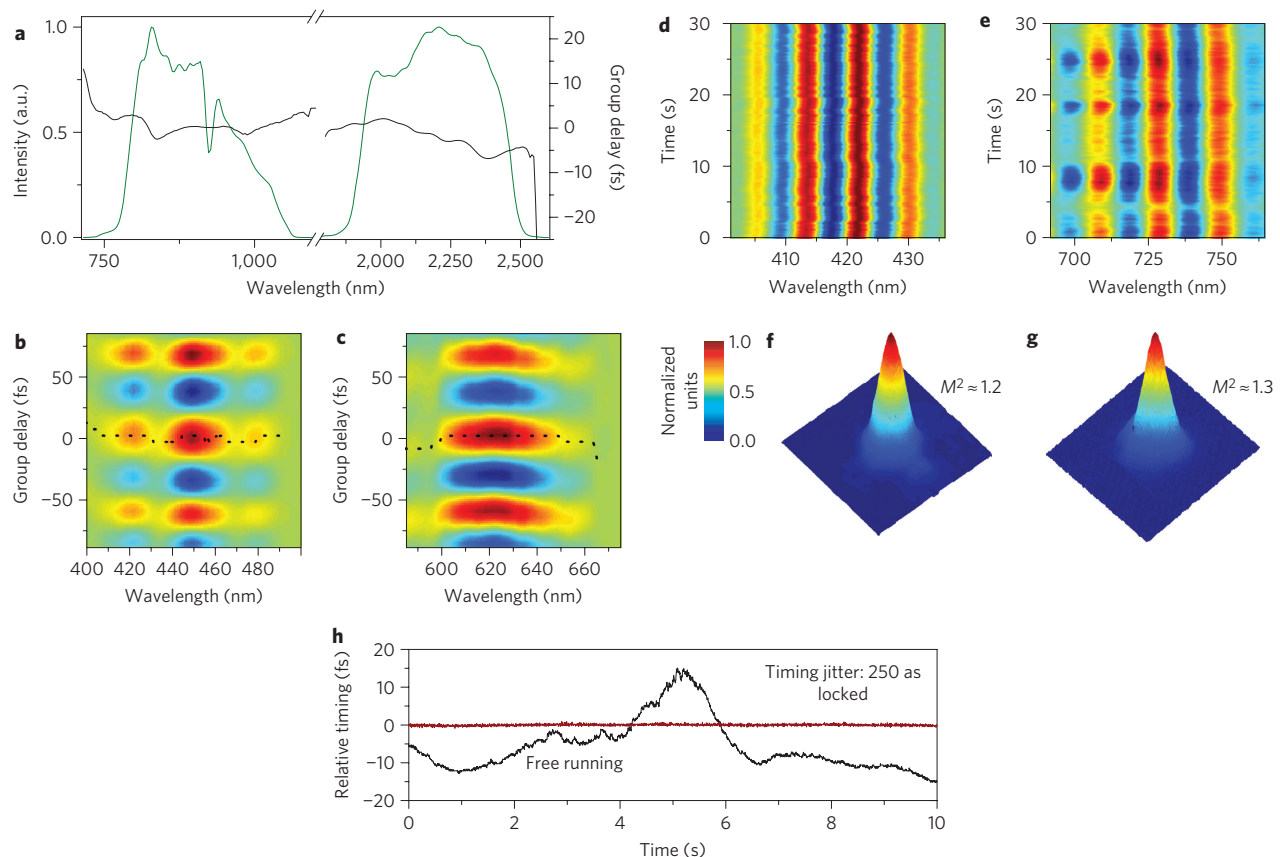 a
1.0
0.5
0.0
Intensity (a.u.)
750
1,000
2,000
2,250
2,500
Wavelength (nm)
20
10
0
−10
−20
Group delay (fs)
d
30
20
10
0
Time (s)
410
420
430
Wavelength (nm)
e
30
20
10
0
Time (s)
700
725
750
Wavelength (nm)
b
50
0
−50
Group delay (fs)
400
420
440
460
480
Wavelength (nm)
c
50
0
−50
Group delay (fs)
600
620
640
660
Wavelength (nm)
Normalized
units
1.0
0.5
0.0
f
M² ≈ 1.2
g
M² ≈ 1.3
h
20
10
0
−10
−20
Relative timing (fs)
Timing jitter: 250 as
locked
Free running
0
2
4
6
8
10
Time (s)